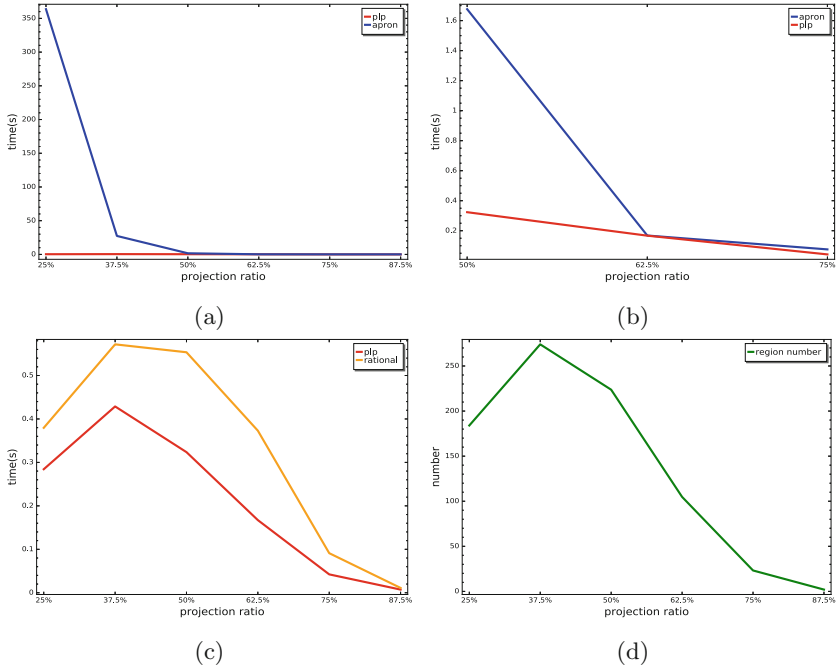 plp
apron
350
300
250
200
150
100
50
0
time(s)
25%
37.5%
50%
62.5%
75%
87.5%
projection ratio
(a)
apron
plp
1.6
1.4
1.2
1
0.8
0.6
0.4
0.2
time(s)
50%
62.5%
75%
projection ratio
(b)
plp
rational
0.5
0.4
0.3
0.2
0.1
0
time(s)
25%
37.5%
50%
62.5%
75%
87.5%
projection ratio
(c)
region number
250
200
150
100
50
0
number
25%
37.5%
50%
62.5%
75%
87.5%
projection ratio
(d)